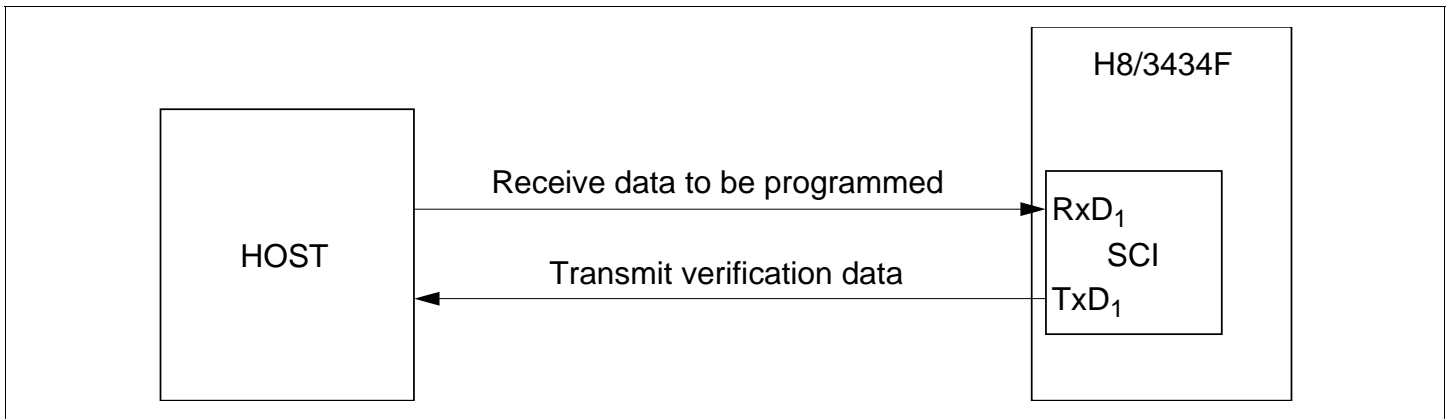 H8/3434F
Receive data to be programmed
RxD1
HOST
SCI
Transmit verification data
TxD1